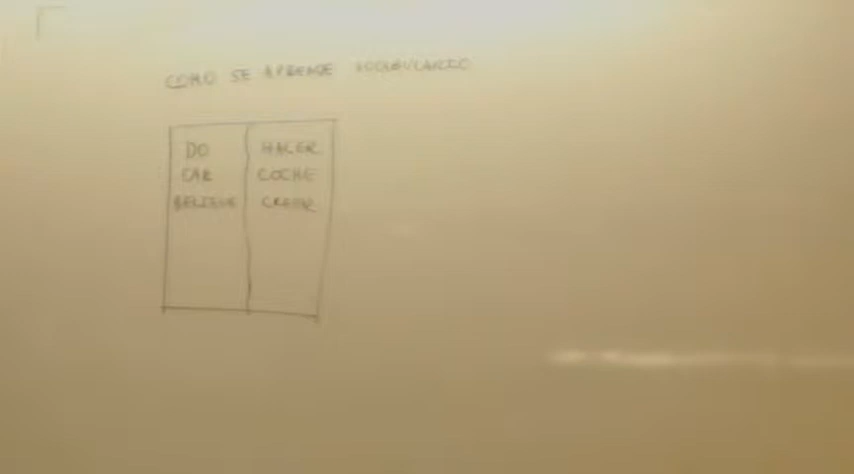 COMO SE APRENDE VOCABULARIO
DO HACER
CAR COCHE
BELIEVE CREER